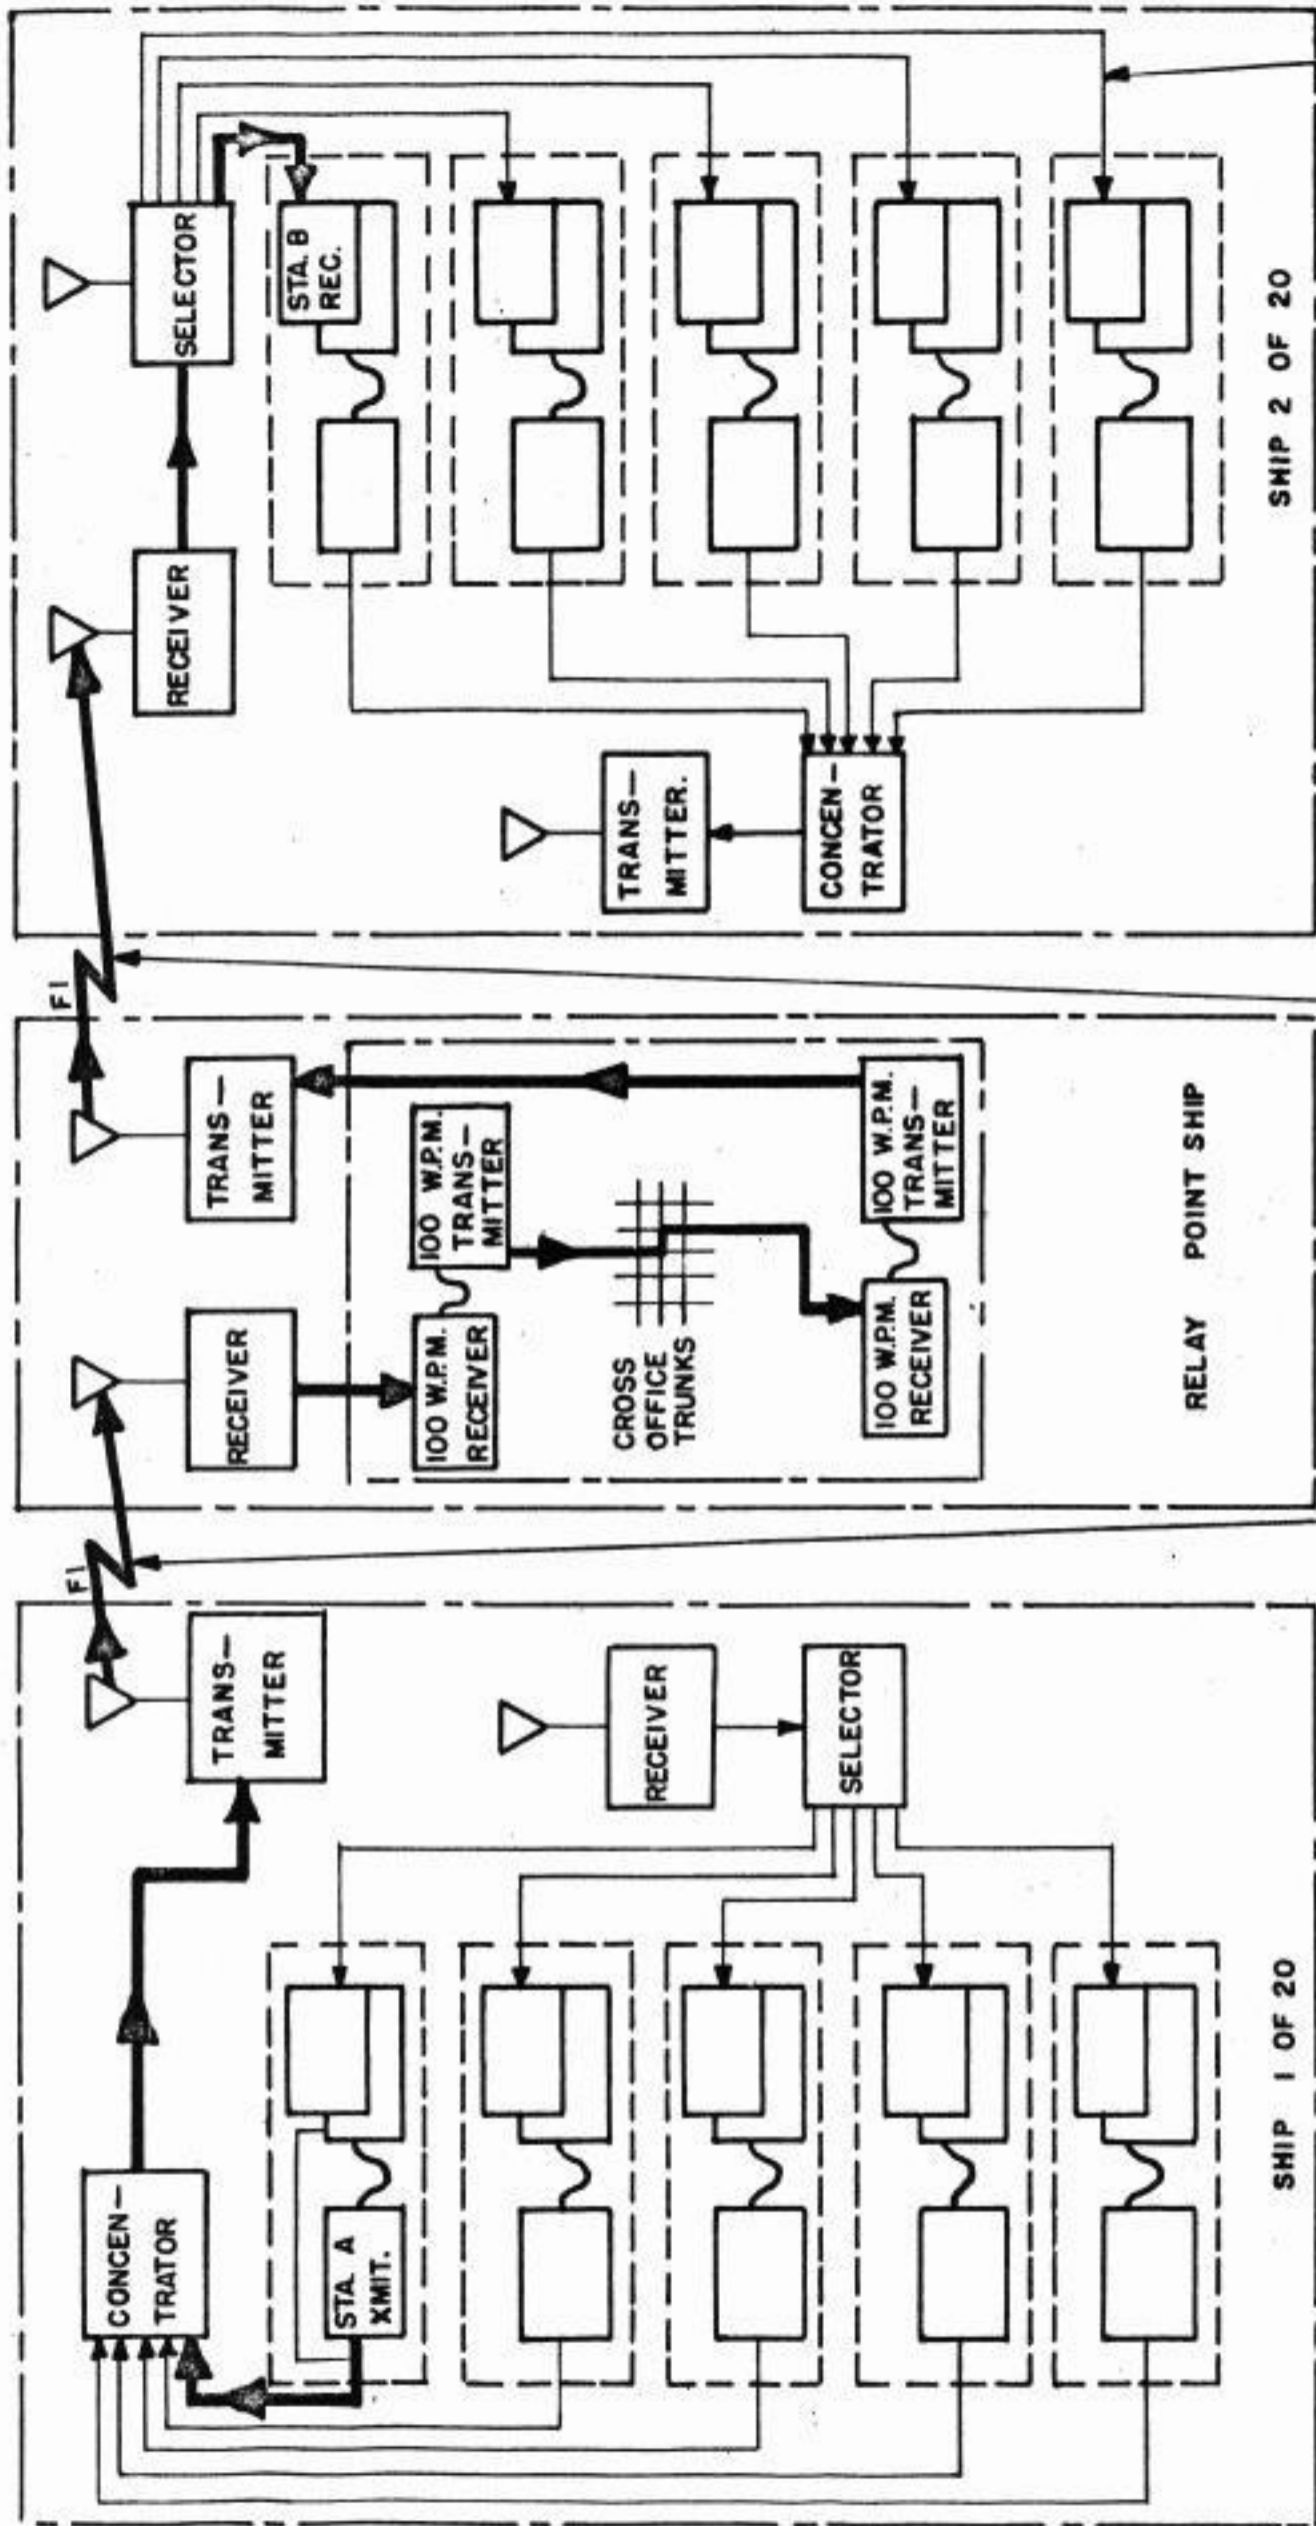 CONCEN-
TRATOR
STA. A
XMIT.
TRANS-
MITTER
F1
RECEIVER
SELECTOR
SHIP 1 OF 20
RECEIVER
TRANS-
MITTER
F1
100 W.P.M.
RECEIVER
100 W.P.M.
TRANS-
MITTER
CROSS
OFFICE
TRUNKS
100 W.P.M.
RECEIVER
100 W.P.M.
TRANS-
MITTER
RELAY POINT SHIP
RECEIVER
SELECTOR
STA. B
REC.
TRANS-
MITTER.
CONCEN-
TRATOR
SHIP 2 OF 20